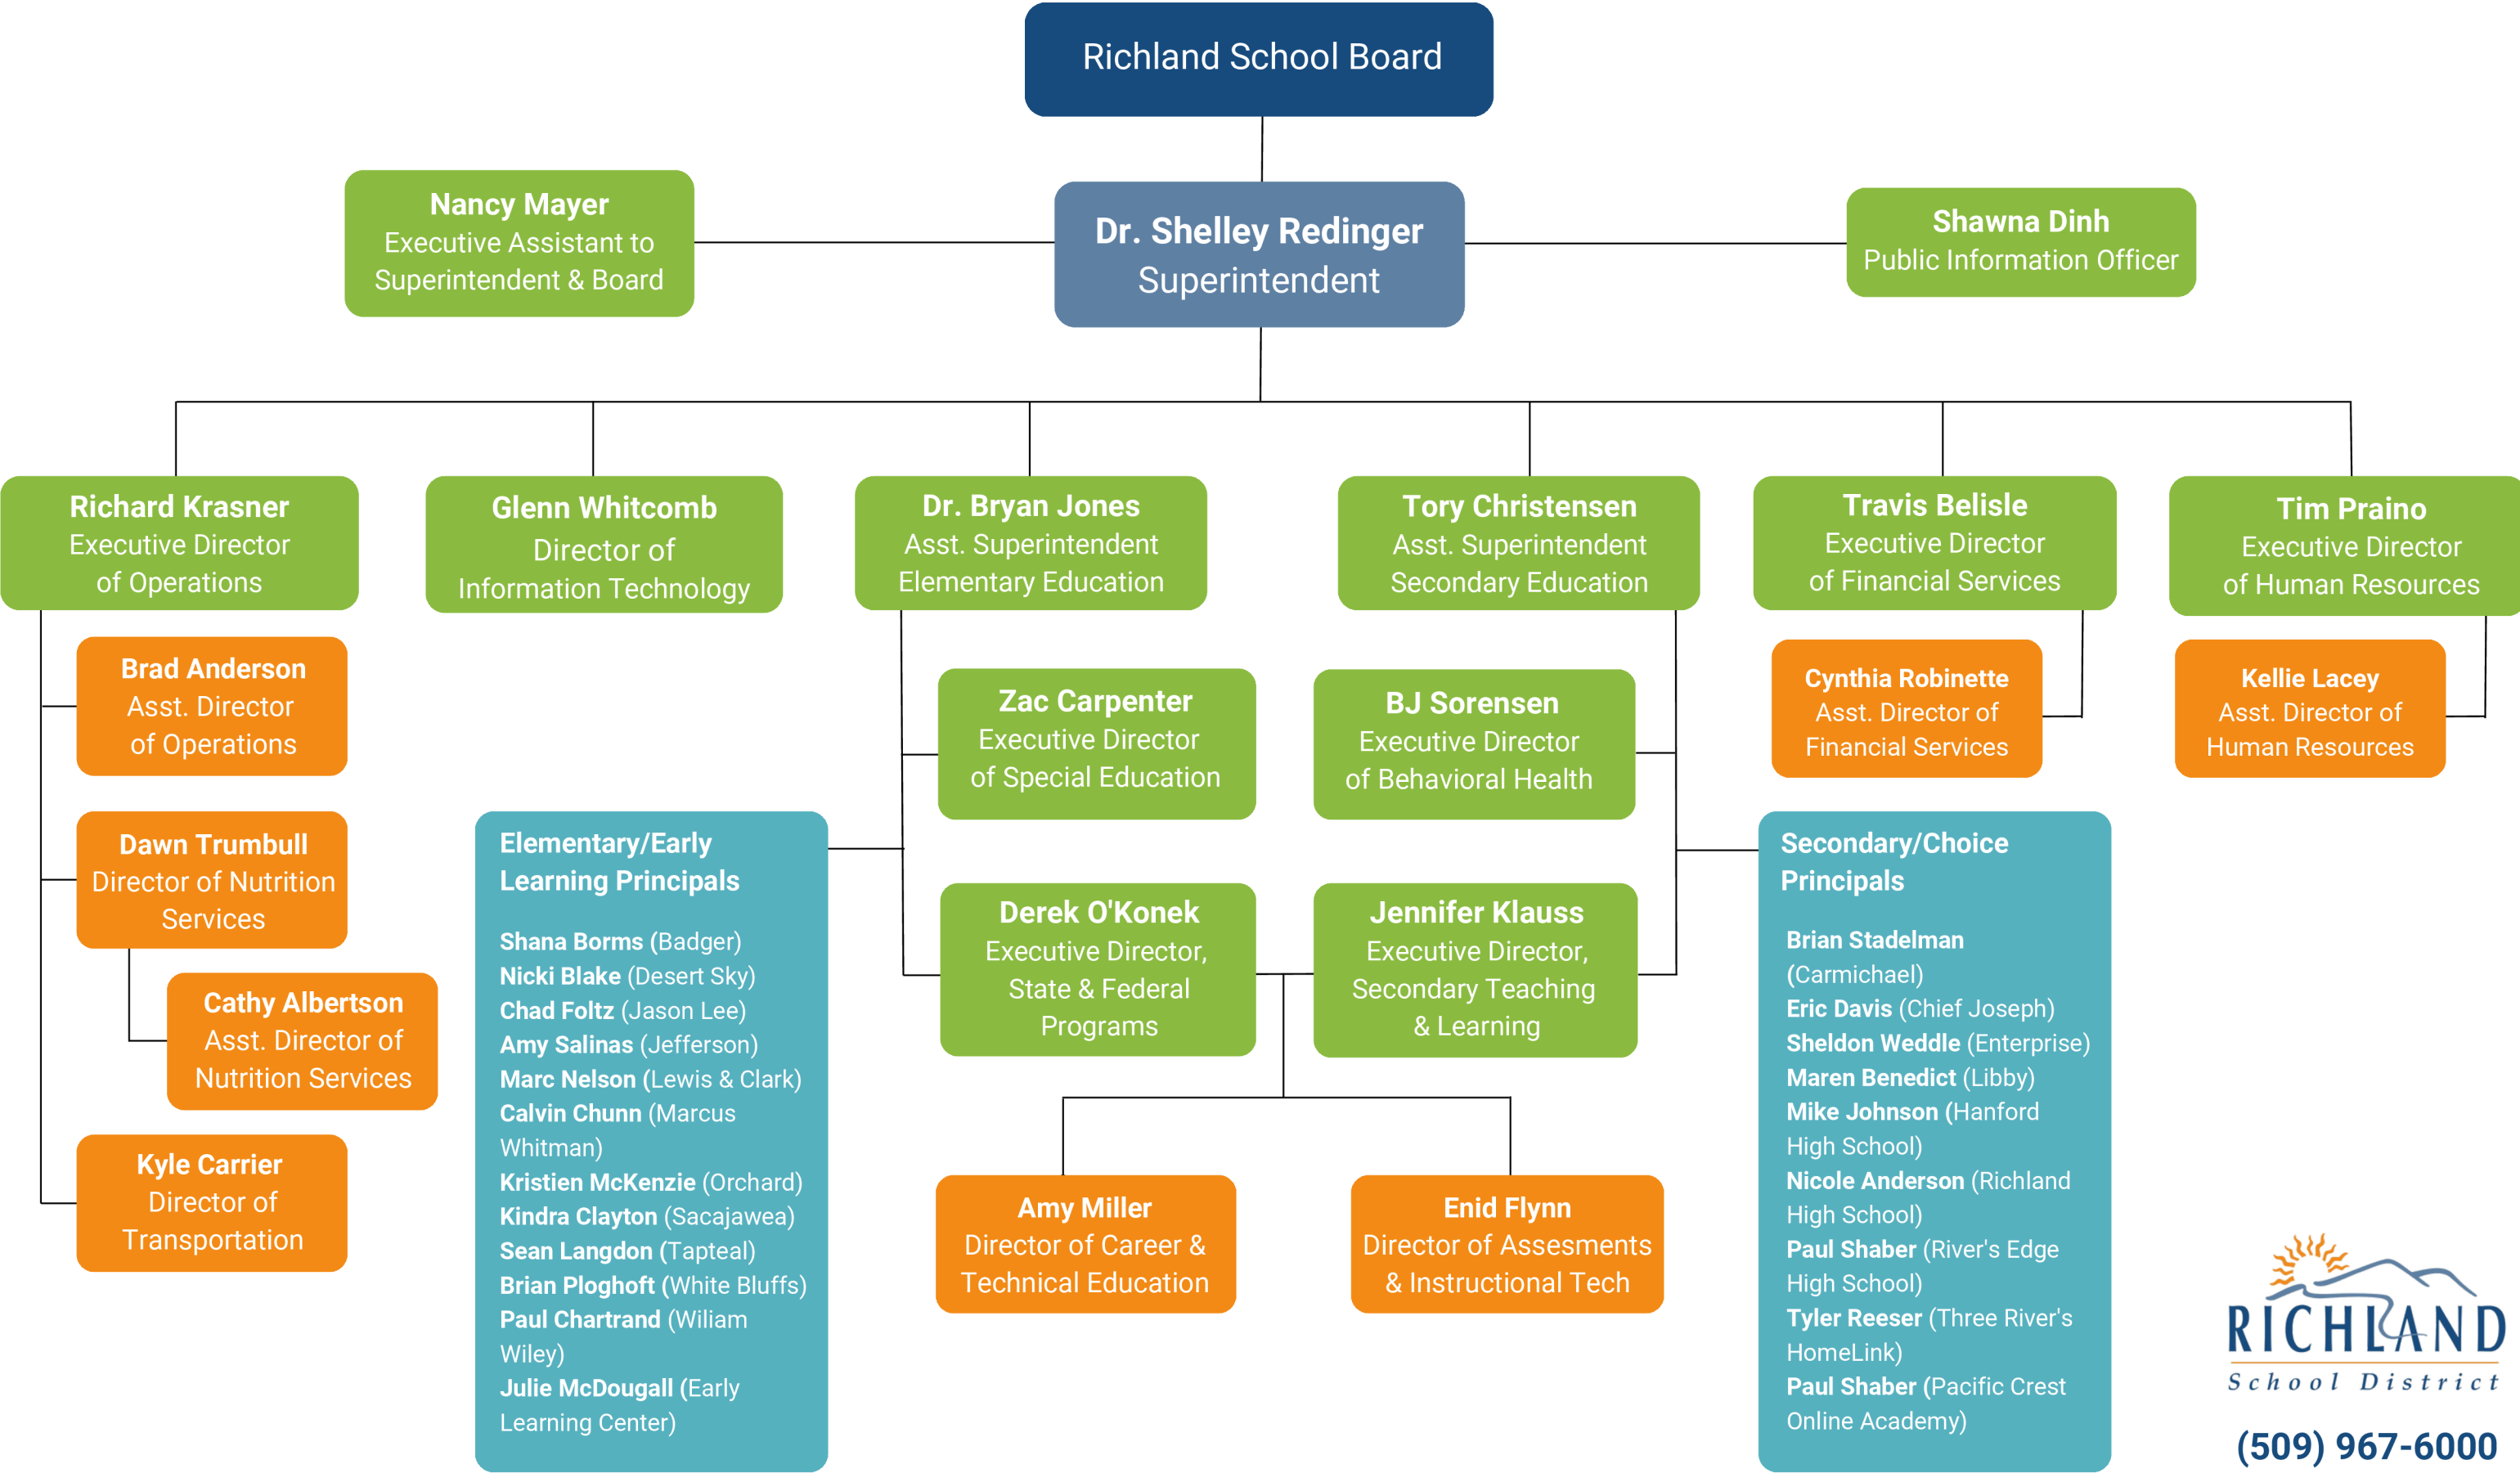 Richland School Board
Nancy Mayer
Executive Assistant to
Superintendent & Board
Dr. Shelley Redinger
Superintendent
Shawna Dinh
Public Information Officer
Richard Krasner
Executive Director
of Operations
Glenn Whitcomb
Director of
Information Technology
Dr. Bryan Jones
Asst. Superintendent
Elementary Education
Tory Christensen
Asst. Superintendent
Secondary Education
Travis Belisle
Executive Director
of Financial Services
Tim Praino
Executive Director
of Human Resources
Brad Anderson
Asst. Director
of Operations
Dawn Trumbull
Director of Nutrition
Services
Cathy Albertson
Asst. Director of
Nutrition Services
Kyle Carrier
Director of
Transportation
Elementary/Early
Learning Principals
Shana Borms (Badger)
Nicki Blake (Desert Sky)
Chad Foltz (Jason Lee)
Amy Salinas (Jefferson)
Marc Nelson (Lewis & Clark)
Calvin Chunn (Marcus
Whitman)
Kristien McKenzie (Orchard)
Kindra Clayton (Sacajawea)
Sean Langdon (Tapteal)
Brian Ploghoft (White Bluffs)
Paul Chartrand (Wiliam
Wiley)
Julie McDougall (Early
Learning Center)
Zac Carpenter
Executive Director
of Special Education
BJ Sorensen
Executive Director
of Behavioral Health
Derek O'Konek
Executive Director,
State & Federal
Programs
Jennifer Klauss
Executive Director,
Secondary Teaching
& Learning
Amy Miller
Director of Career &
Technical Education
Enid Flynn
Director of Assesments
& Instructional Tech
Cynthia Robinette
Asst. Director of
Financial Services
Kellie Lacey
Asst. Director of
Human Resources
Secondary/Choice
Principals
Brian Stadelman
(Carmichael)
Eric Davis (Chief Joseph)
Sheldon Weddle (Enterprise)
Maren Benedict (Libby)
Mike Johnson (Hanford
High School)
Nicole Anderson (Richland
High School)
Paul Shaber (River's Edge
High School)
Tyler Reeser (Three River's
HomeLink)
Paul Shaber (Pacific Crest
Online Academy)
RICHLAND
School District
(509) 967-6000